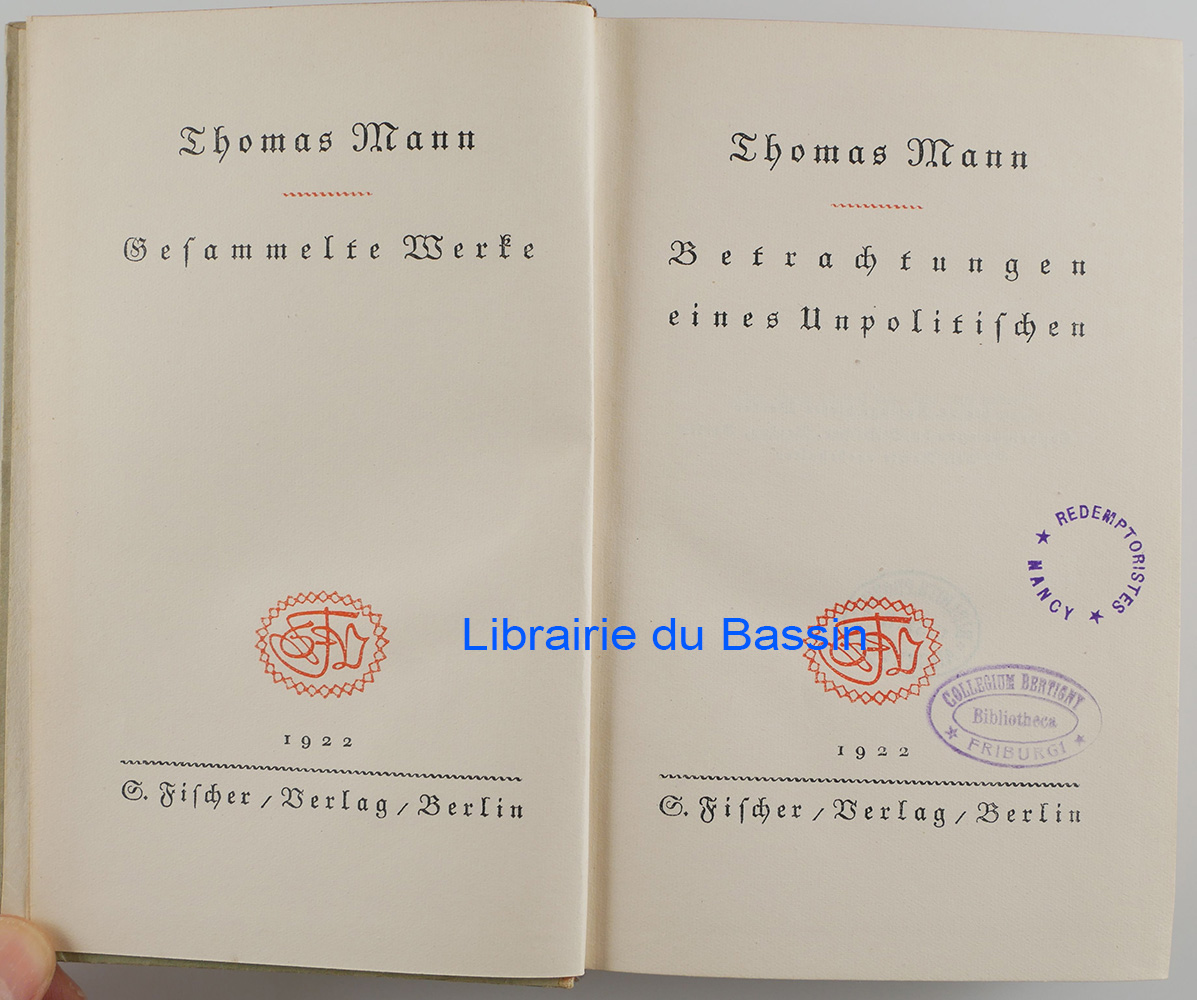 Thomas Mann
Gesammelte Werke
1922
S. Fischer / Verlag / Berlin
Thomas Mann
Betrachtungen
eines Unpolitischen
REDEMPTORISTES
★ NANCY ★
COLLEGIUM BERTIGNY
Bibliotheca
★ FRIBURGI ★
1922
S. Fischer / Verlag / Berlin
Librairie du Bassin